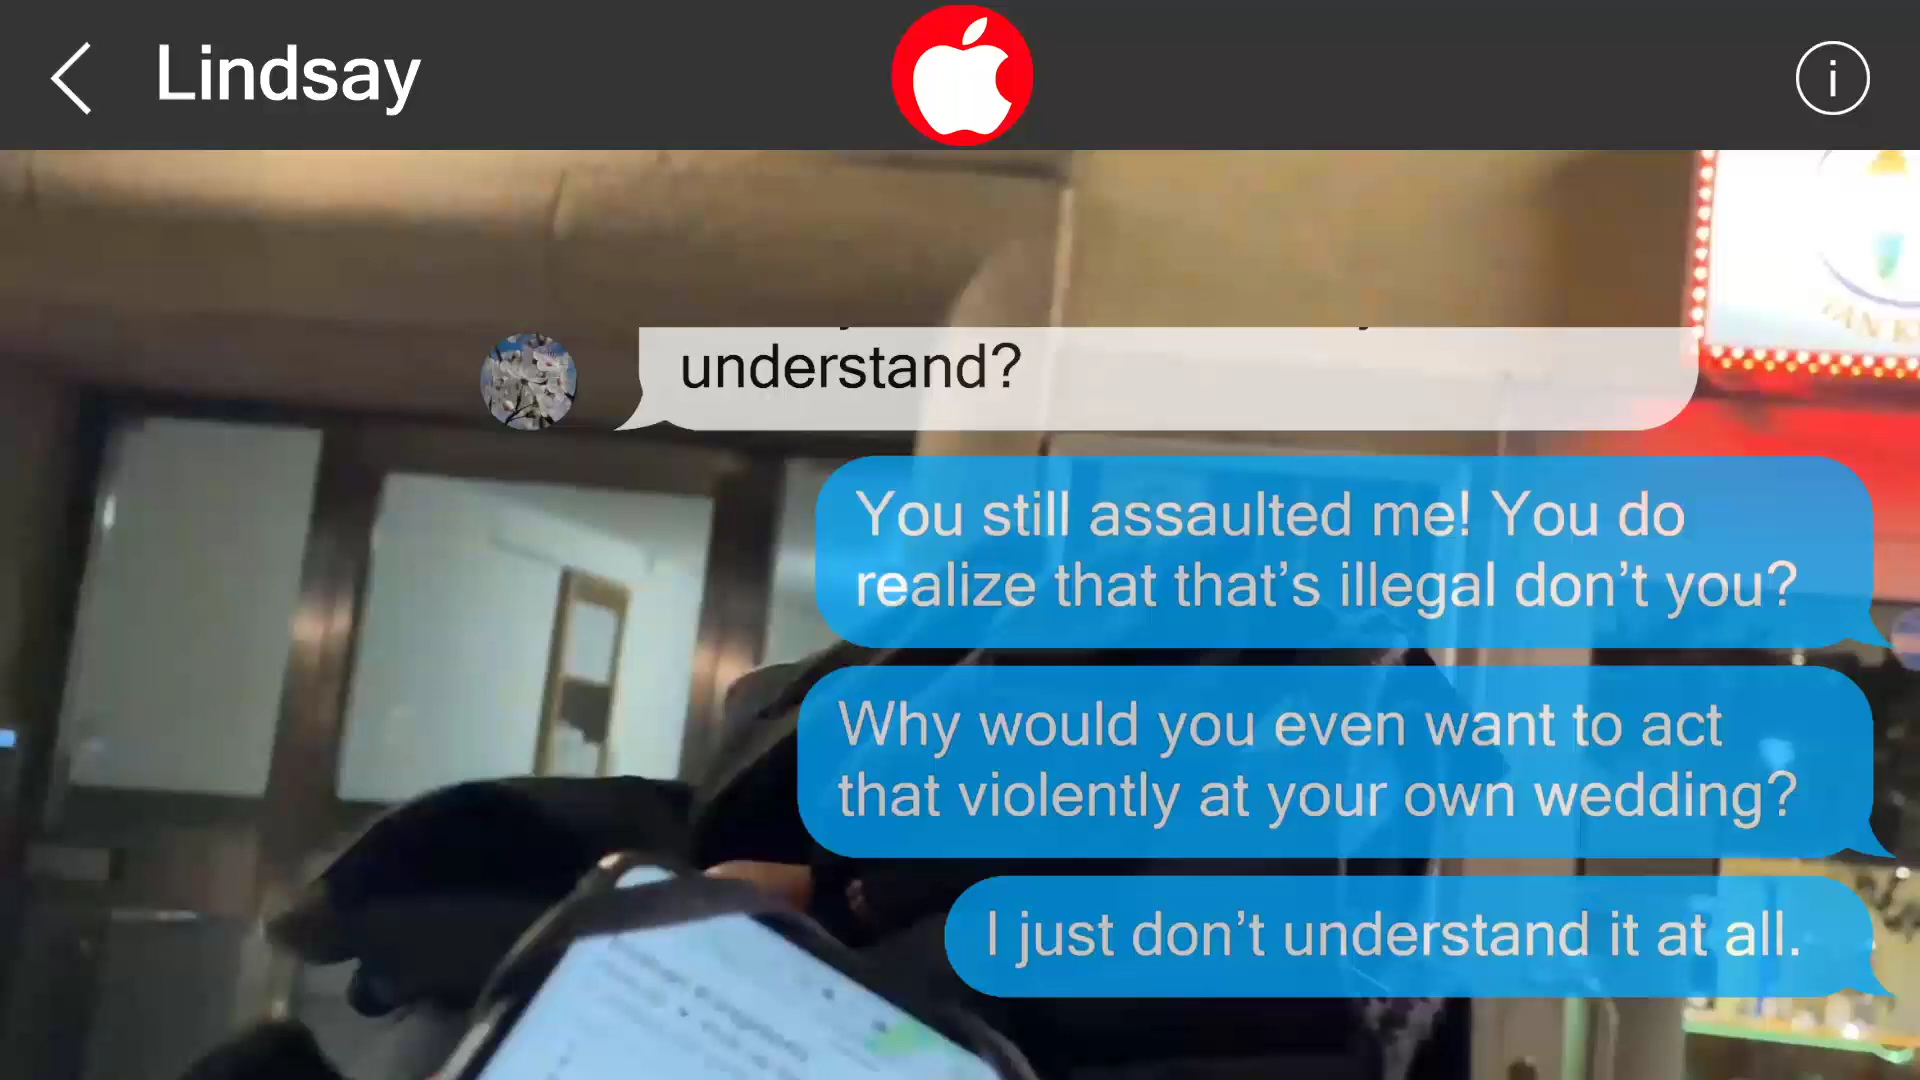 Lindsay
understand?
You still assaulted me! You do
realize that that's illegal don't you?
Why would you even want to act
that violently at your own wedding?
I just don't understand it at all.